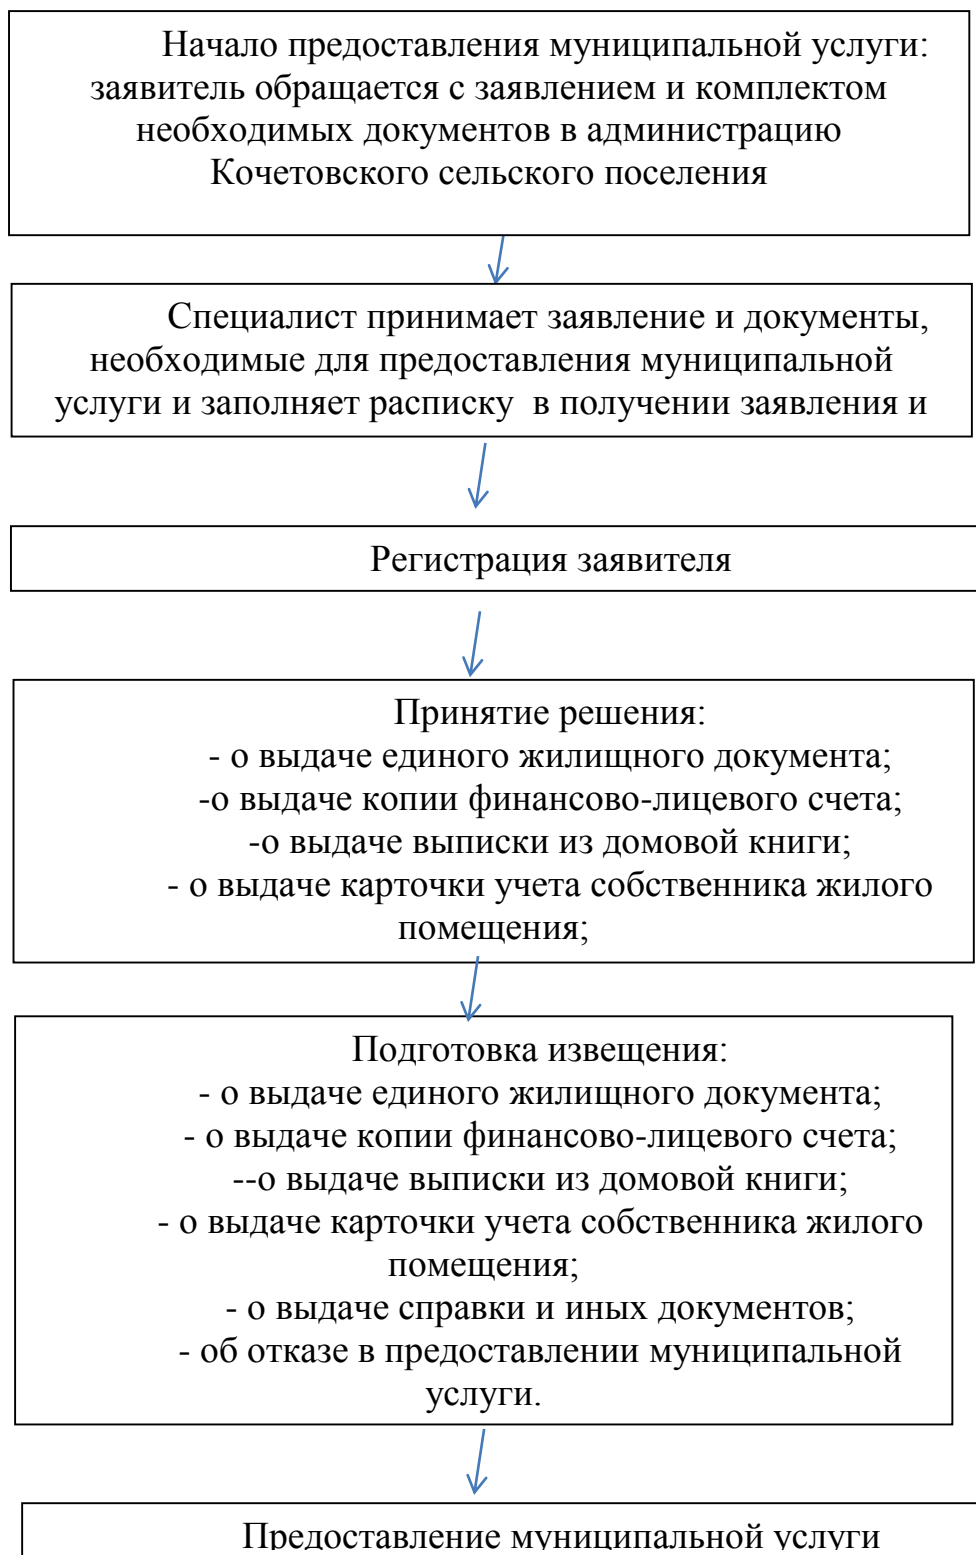 Начало предоставления муниципальной услуги:
заявитель обращается с заявлением и комплектом
необходимых документов в администрацию
Кочетовского сельского поселения
Специалист принимает заявление и документы,
необходимые для предоставления муниципальной
услуги и заполняет расписку в получении заявления и
Регистрация заявителя
Принятие решения:
- о выдаче единого жилищного документа;
-о выдаче копии финансово-лицевого счета;
-о выдаче выписки из домовой книги;
- о выдаче карточки учета собственника жилого
помещения;
Подготовка извещения:
- о выдаче единого жилищного документа;
- о выдаче копии финансово-лицевого счета;
--о выдаче выписки из домовой книги;
- о выдаче карточки учета собственника жилого
помещения;
- о выдаче справки и иных документов;
- об отказе в предоставлении муниципальной
услуги.
Предоставление муниципальной услуги